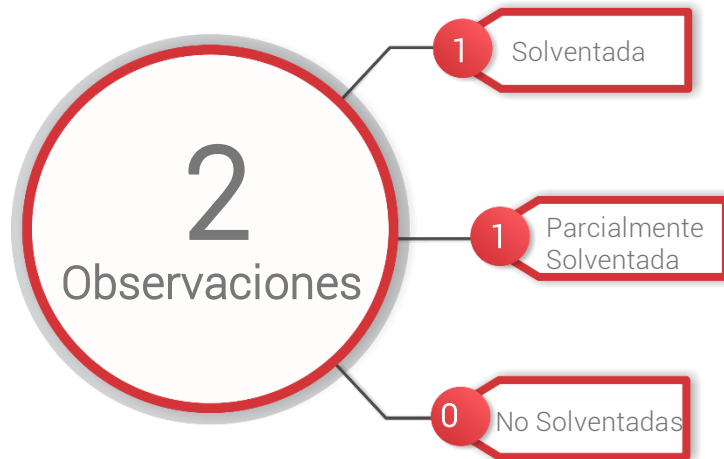 2
Observaciones
1
Solventada
1
Parcialmente
Solventada
0
No Solventadas